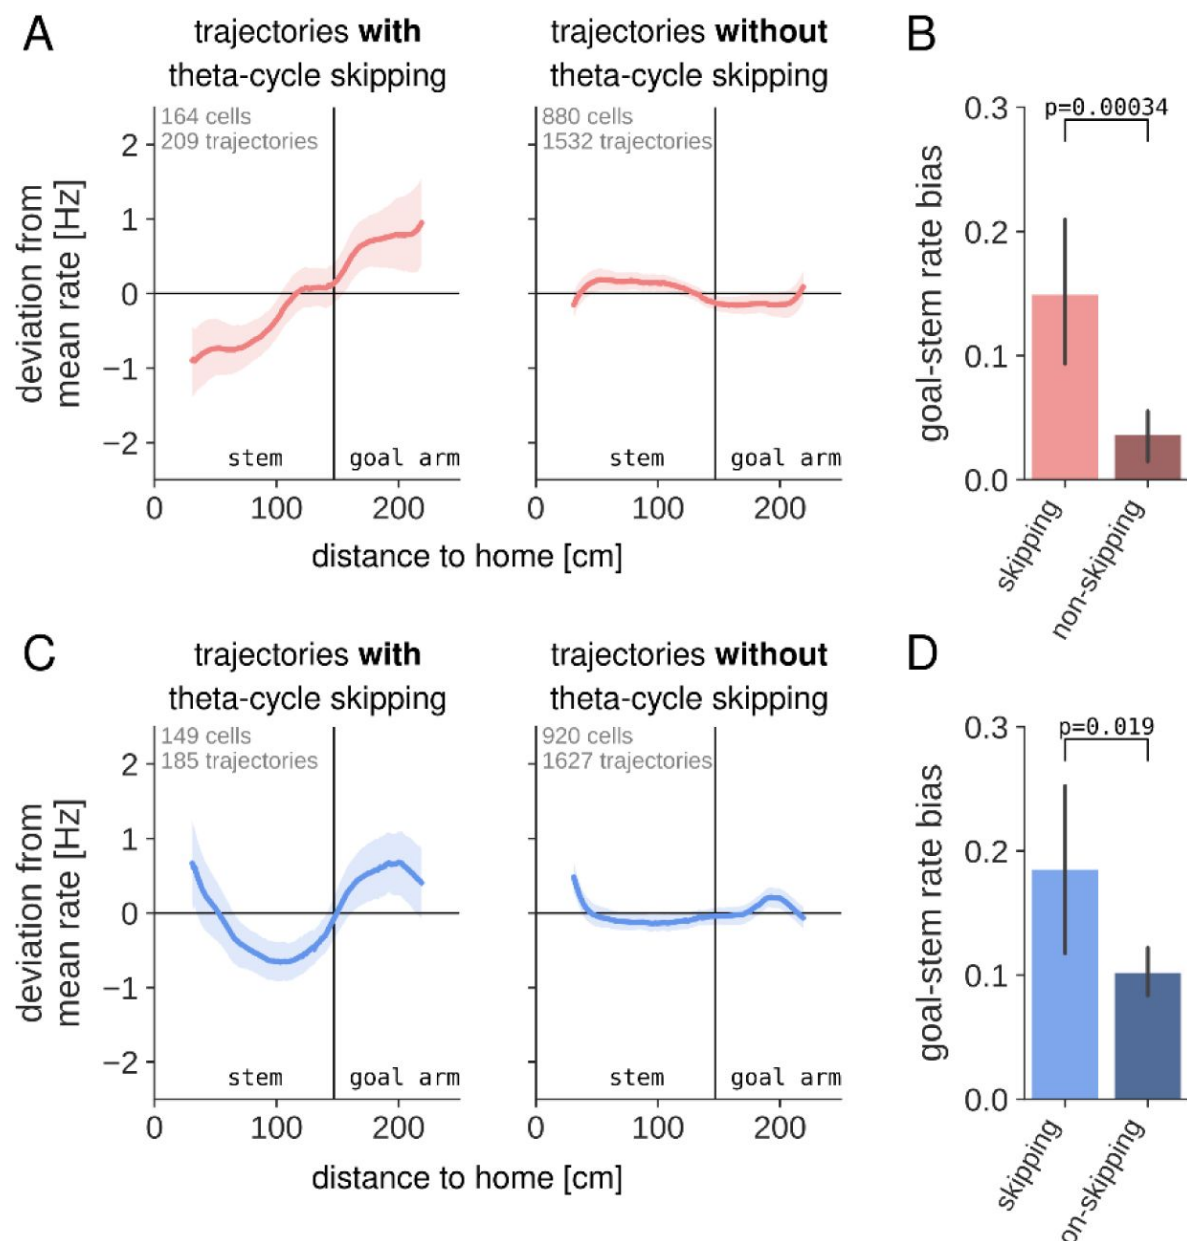 A
trajectories with
theta-cycle skipping
trajectories without
theta-cycle skipping
B
164 cells
209 trajectories
880 cells
1532 trajectories
deviation from
mean rate [Hz]
2
1
0
−1
−2
stem
goal arm
stem
goal arm
0
100
200
0
100
200
distance to home [cm]
goal-stem rate bias
0.3
0.2
0.1
0.0
p=0.00034
skipping
non-skipping
C
trajectories with
theta-cycle skipping
trajectories without
theta-cycle skipping
D
149 cells
185 trajectories
920 cells
1627 trajectories
deviation from
mean rate [Hz]
2
1
0
−1
−2
stem
goal arm
stem
goal arm
0
100
200
0
100
200
distance to home [cm]
goal-stem rate bias
0.3
0.2
0.1
0.0
p=0.019
skipping
on-skipping